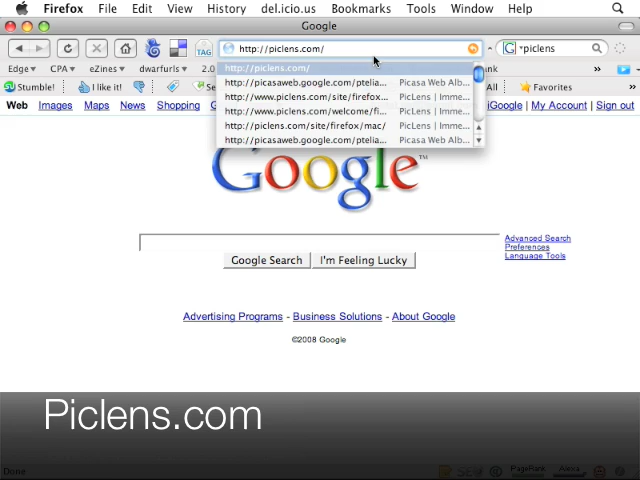 Firefox File Edit View History del.icio.us Bookmarks Tools Window Help
Google
TAG http://piclens.com/ piclens
Edge CPA eZines dwarfurls 2.0
http://piclens.com/
http://picasaweb.google.com/ptelia... Picasa Web Alb...
http://www.piclens.com/site/firefox... PicLens | Imme...
http://www.piclens.com/welcome/fi... PicLens | Imme...
http://piclens.com/site/firefox/mac/ PicLens | Imme...
http://picasaweb.google.com/ptelia... Picasa Web Alb...
Stumble! I like it! Favorites
Web Images Maps News Shopping iGoogle | My Account | Sign out
Google™
Advanced Search
Preferences
Language Tools
Google Search I'm Feeling Lucky
Advertising Programs - Business Solutions - About Google
©2008 Google
Piclens.com
Done PageRank Alexa